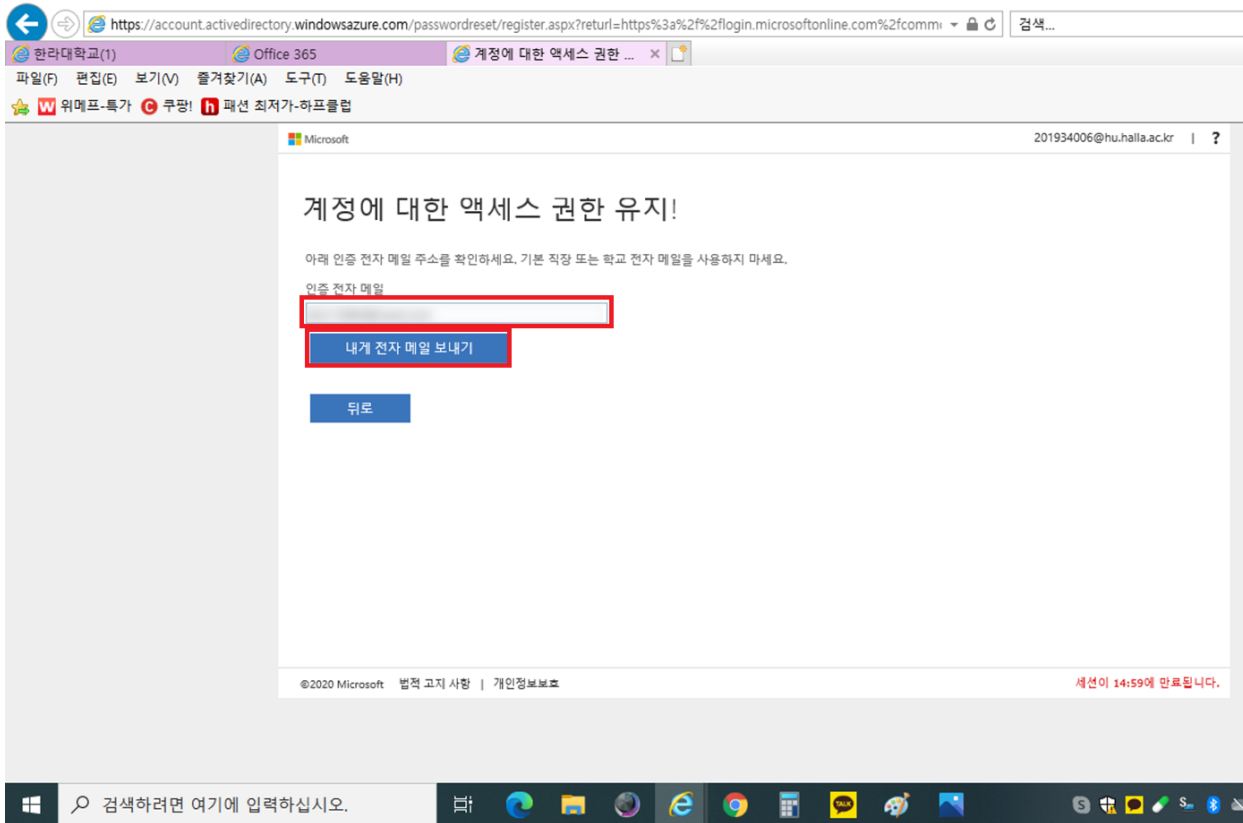 https://account.activedirectory.windowsazure.com/passwordreset/register.aspx?returl=https%3a%2f%2flogin.microsoftonline.com%2fcomm 검색...
한라대학교(1) Office 365 계정에 대한 액세스 권한 ...
파일(F) 편집(E) 보기(V) 즐겨찾기(A) 도구(T) 도움말(H)
위메프-특가 쿠팡! 패션 최저가-하프클럽
Microsoft 201934006@hu.halla.ac.kr | ?
계정에 대한 액세스 권한 유지!
아래 인증 전자 메일 주소를 확인하세요. 기본 직장 또는 학교 전자 메일을 사용하지 마세요.
인증 전자 메일
내게 전자 메일 보내기
뒤로
©2020 Microsoft 법적 고지 사항 | 개인정보보호 세션이 14:59에 만료됩니다.
검색하려면 여기에 입력하십시오. TALK